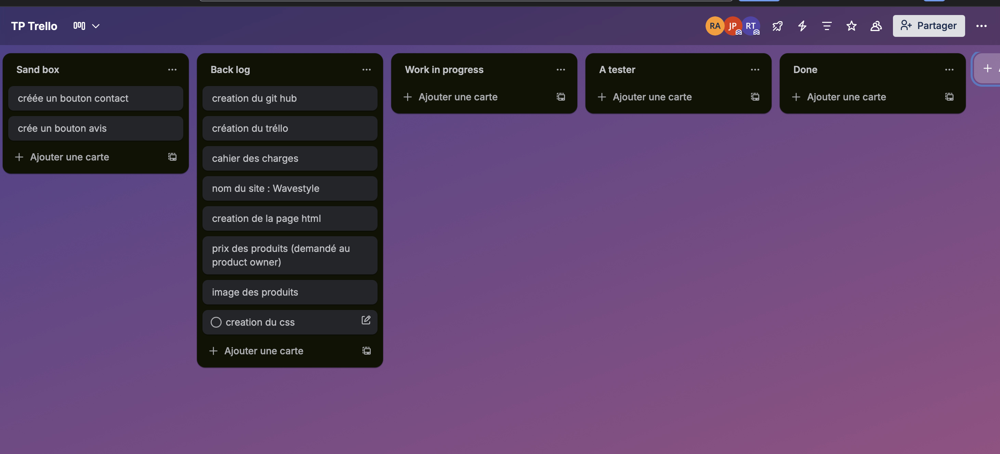 TP Trello
RA JP RT
Partager
Sand box
créée un bouton contact
crée un bouton avis
Ajouter une carte
Back log
creation du git hub
création du tréllo
cahier des charges
nom du site : Wavestyle
creation de la page html
prix des produits (demandé au
product owner)
image des produits
creation du css
Ajouter une carte
Work in progress
Ajouter une carte
A tester
Ajouter une carte
Done
Ajouter une carte